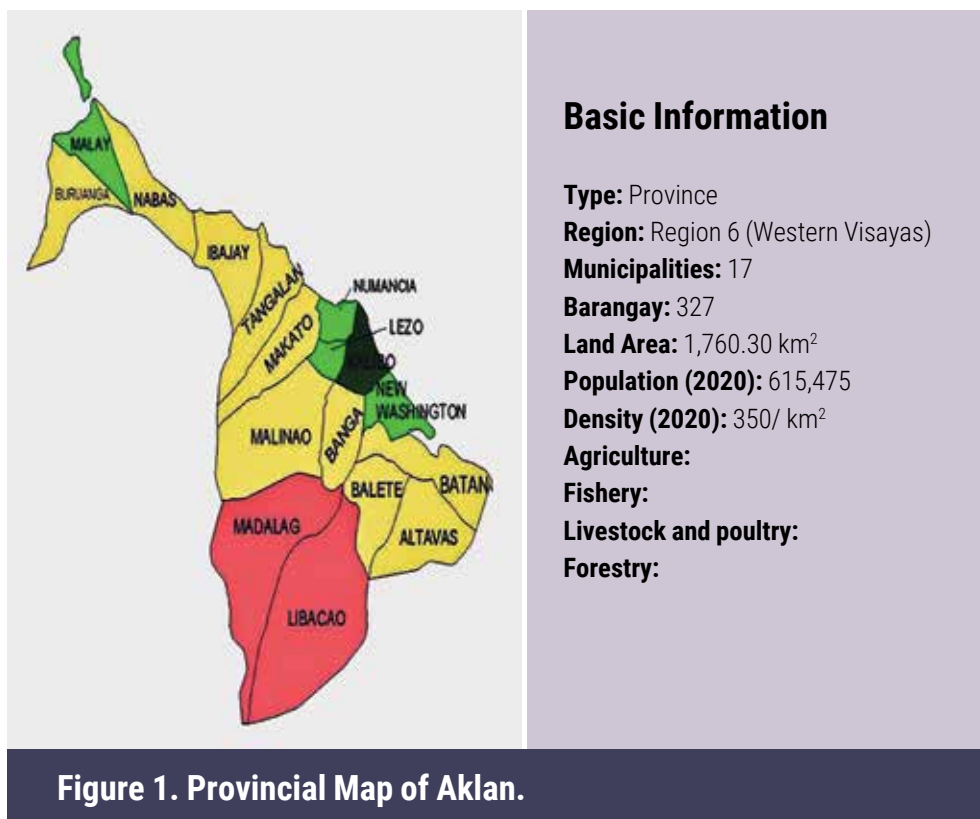 MALAY
BURUANGA
NABAS
IBAJAY
TANGALAN
NUMANCIA
LEZO
MAKATO
NEW
WASHINGTON
BANGA
MALINAO
BALETE
BATAN
ALTAVAS
MADALAG
LIBACAO
Basic Information
Type: Province
Region: Region 6 (Western Visayas)
Municipalities: 17
Barangay: 327
Land Area: 1,760.30 km²
Population (2020): 615,475
Density (2020): 350/ km²
Agriculture:
Fishery:
Livestock and poultry:
Forestry:
Figure 1. Provincial Map of Aklan.